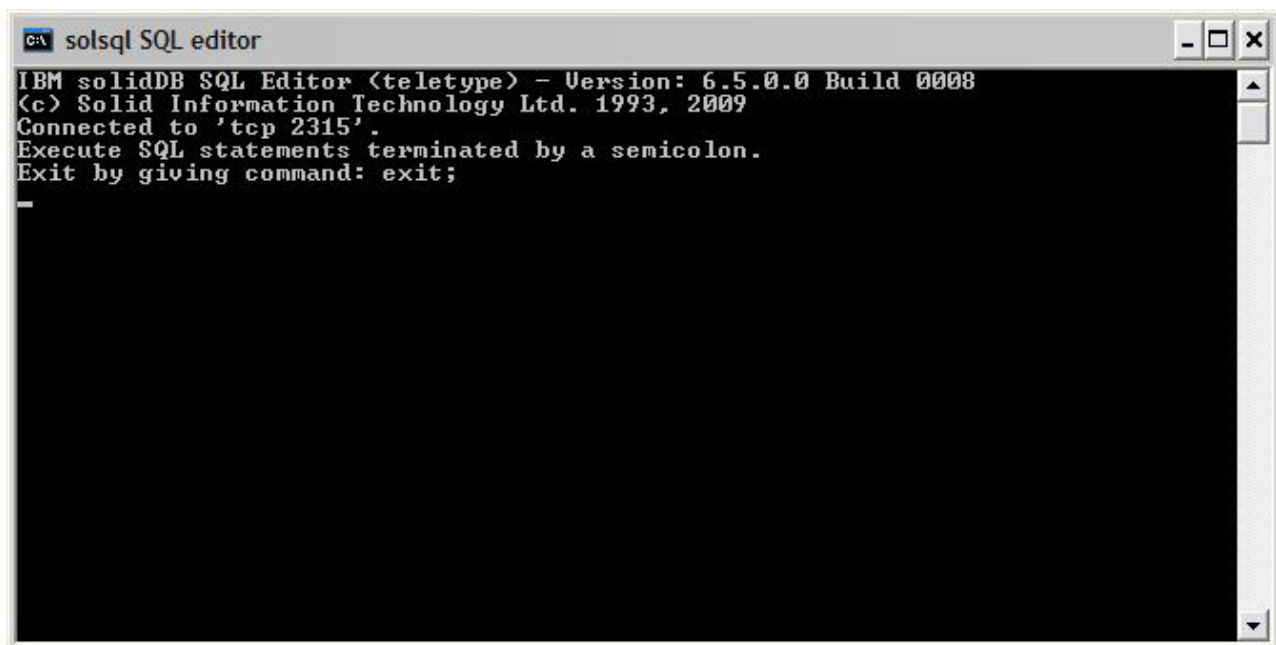 solsql SQL editor
IBM solidDB SQL Editor (teletype) - Version: 6.5.0.0 Build 0008
(c) Solid Information Technology Ltd. 1993, 2009
Connected to 'tcp 2315'.
Execute SQL statements terminated by a semicolon.
Exit by giving command: exit;